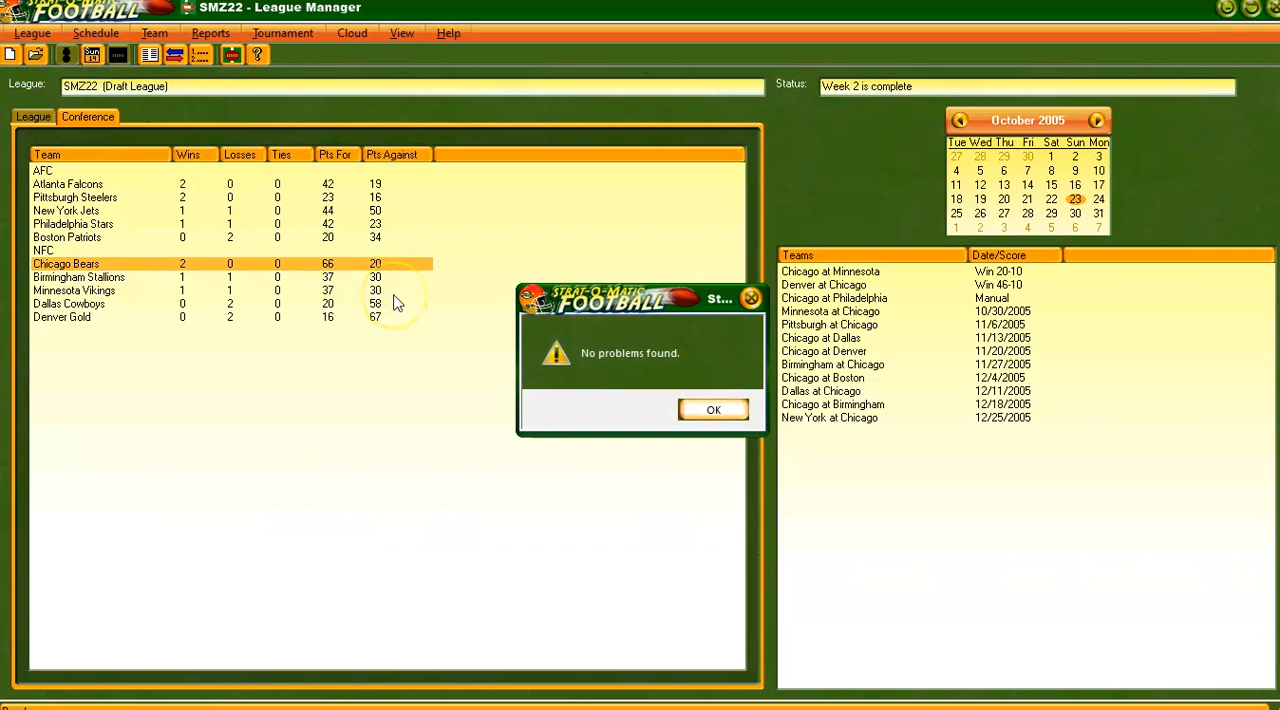 STRAT-O-MATIC
FOOTBALL
SMZ22 - League Manager
League Schedule Team Reports Tournament Cloud View Help
League: SMZ22 (Draft League)
Status: Week 2 is complete
League Conference
Team Wins Losses Ties Pts For Pts Against
AFC
Atlanta Falcons 2 0 0 42 19
Pittsburgh Steelers 2 0 0 23 16
New York Jets 1 1 0 44 50
Philadelphia Stars 1 1 0 42 23
Boston Patriots 0 2 0 20 34
NFC
Chicago Bears 2 0 0 66 20
Birmingham Stallions 1 1 0 37 30
Minnesota Vikings 1 1 0 37 30
Dallas Cowboys 0 2 0 20 58
Denver Gold 0 2 0 16 67
STRAT-O-MATIC
FOOTBALL
St...
No problems found.
OK
October 2005
Tue Wed Thu Fri Sat Sun Mon
27 28 29 30 1 2 3
4 5 6 7 8 9 10
11 12 13 14 15 16 17
18 19 20 21 22 23 24
25 26 27 28 29 30 31
1 2 3 4 5 6 7
Teams Date/Score
Chicago at Minnesota Win 20-10
Denver at Chicago Win 46-10
Chicago at Philadelphia Manual
Minnesota at Chicago 10/30/2005
Pittsburgh at Chicago 11/6/2005
Chicago at Dallas 11/13/2005
Chicago at Denver 11/20/2005
Birmingham at Chicago 11/27/2005
Chicago at Boston 12/4/2005
Dallas at Chicago 12/11/2005
Chicago at Birmingham 12/18/2005
New York at Chicago 12/25/2005